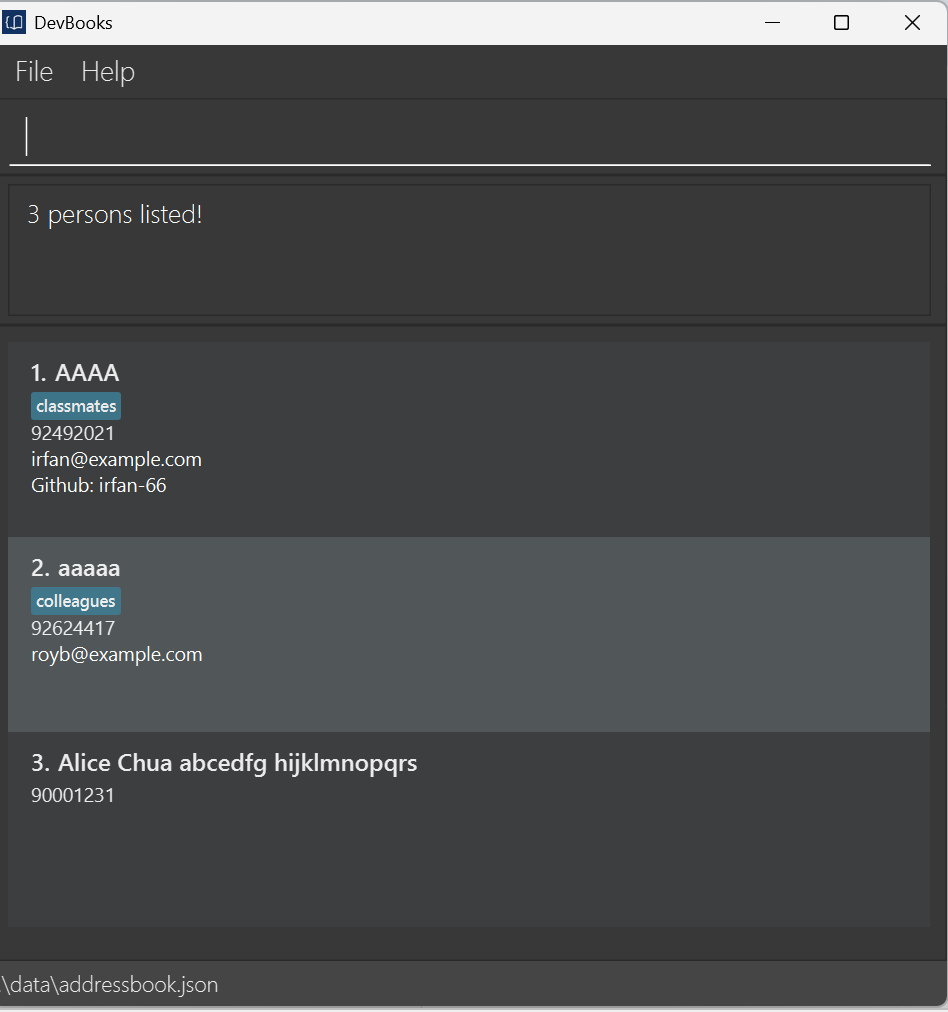 DevBooks
File Help
3 persons listed!
1. AAAA
classmates
92492021
irfan@example.com
Github: irfan-66
2. aaaaa
colleagues
92624417
royb@example.com
3. Alice Chua abcedfg hijklmnopqrs
90001231
\data\addressbook.json